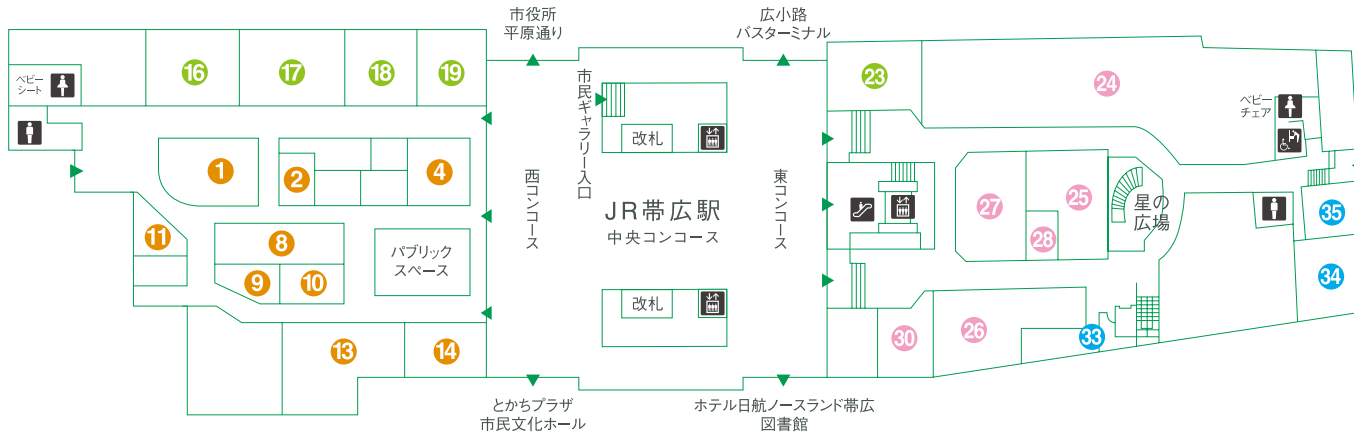 市役所
平原通り
広小路
バスターミナル
16
17
18
19
ベビー
シート
市民ギャラリー入口
改札
23
24
ベビー
チェア
1
2
4
西コンコース
東コンコース
JR帯広駅
中央コンコース
27
25
28
星の
広場
35
11
8
パブリック
スペース
9
10
34
改札
13
14
30
26
33
とかちプラザ
市民文化ホール
ホテル日航ノースランド帯広
図書館